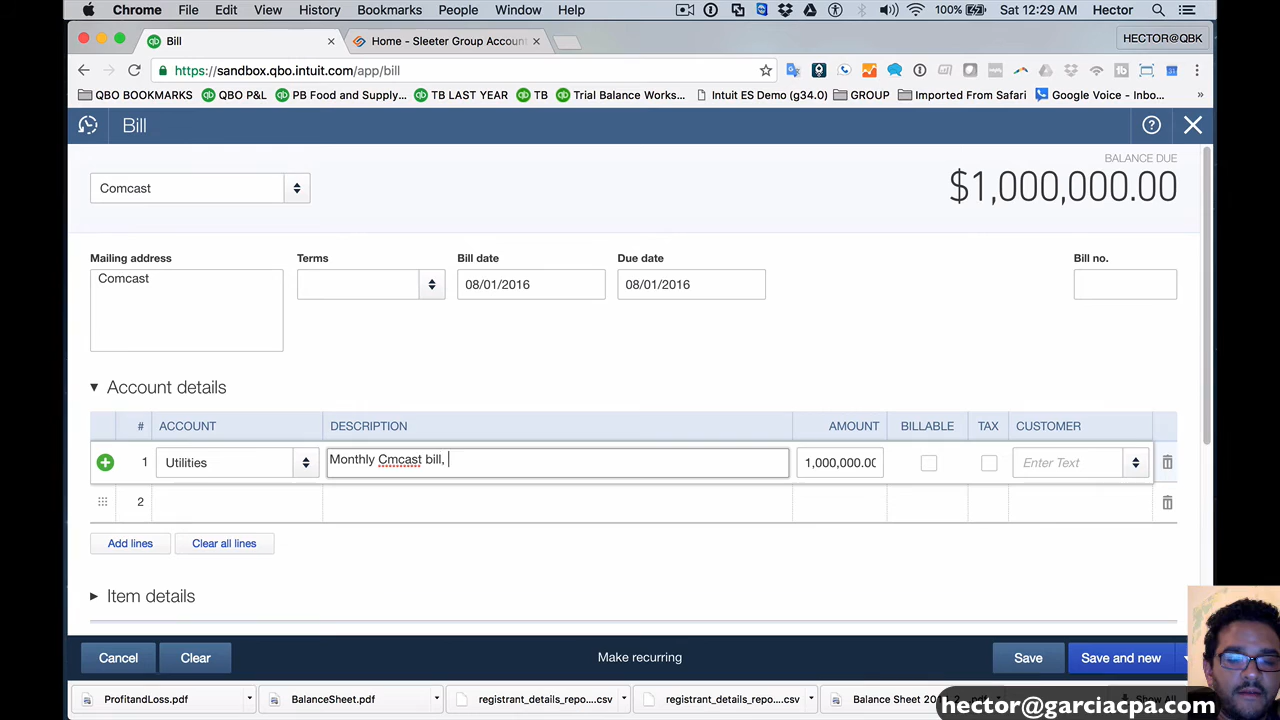 Chrome File Edit View History Bookmarks People Window Help 100% Sat 12:29 AM Hector
Bill Home - Sleeter Group Account HECTOR@QBK
https://sandbox.qbo.intuit.com/app/bill
QBO BOOKMARKS QBO P&L PB Food and Supply... TB LAST YEAR TB Trial Balance Works... Intuit ES Demo (g34.0) GROUP Imported From Safari Google Voice - Inbo... »
Bill
BALANCE DUE
Comcast $1,000,000.00
Mailing address Terms Bill date Due date Bill no.
Comcast 08/01/2016 08/01/2016
Account details
# ACCOUNT DESCRIPTION AMOUNT BILLABLE TAX CUSTOMER
1 Utilities Monthly Cmcast bill, 1,000,000.00 Enter Text
2
Add lines Clear all lines
Item details
Cancel Clear Make recurring Save Save and new
ProfitandLoss.pdf BalanceSheet.pdf registrant_details_repo....csv registrant_details_repo....csv Show All
hector@garciacpa.com